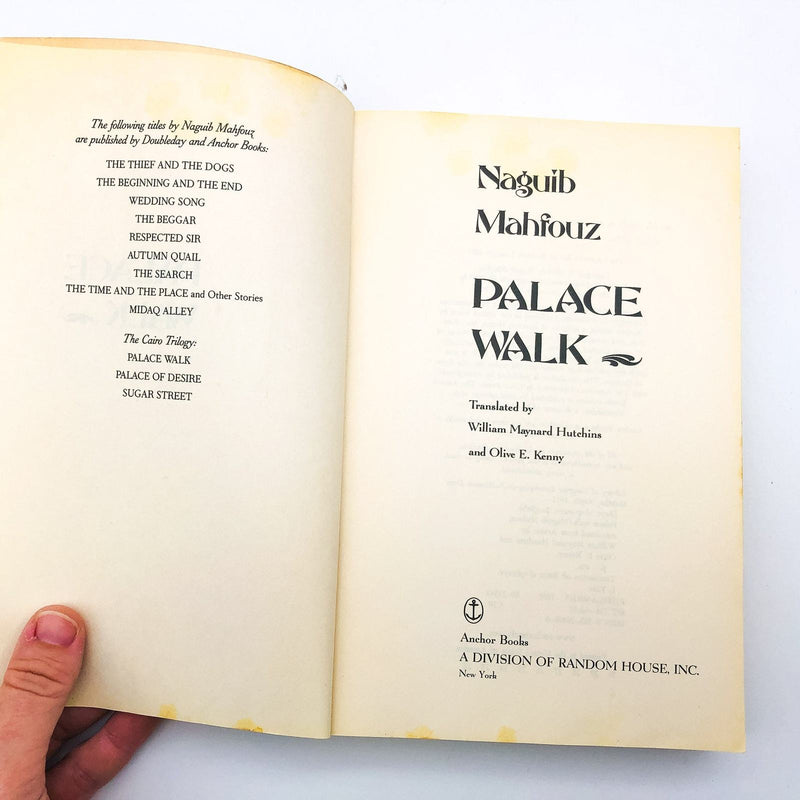 The following titles by Naguib Mahfouz
are published by Doubleday and Anchor Books:
THE THIEF AND THE DOGS
THE BEGINNING AND THE END
WEDDING SONG
THE BEGGAR
RESPECTED SIR
AUTUMN QUAIL
THE SEARCH
THE TIME AND THE PLACE and Other Stories
MIDAQ ALLEY
The Cairo Trilogy:
PALACE WALK
PALACE OF DESIRE
SUGAR STREET
Naguib
Mahfouz
PALACE
WALK
Translated by
William Maynard Hutchins
and Olive E. Kenny
Anchor Books
A DIVISION OF RANDOM HOUSE, INC.
New York